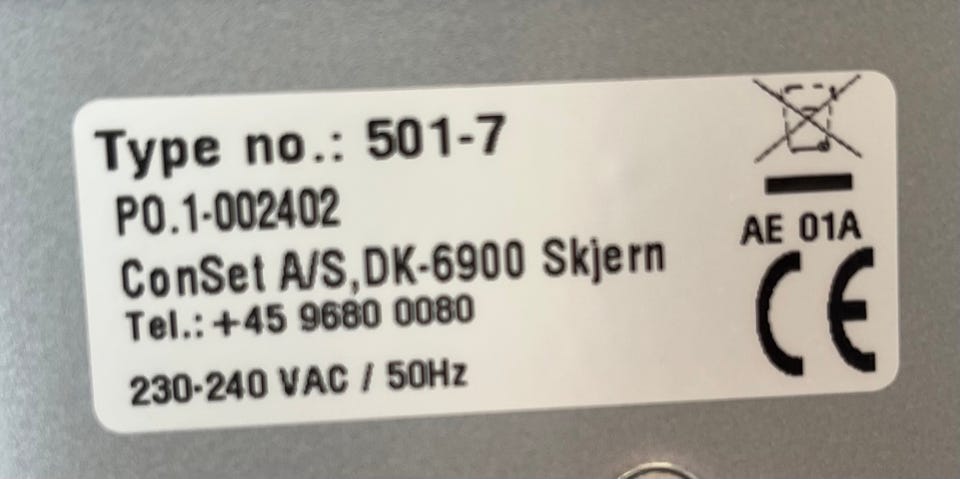 Type no.: 501-7
PO.1-002402
ConSet A/S,DK-6900 Skjern
Tel.:+45 9680 0080
230-240 VAC / 50Hz
AE 01A
CE